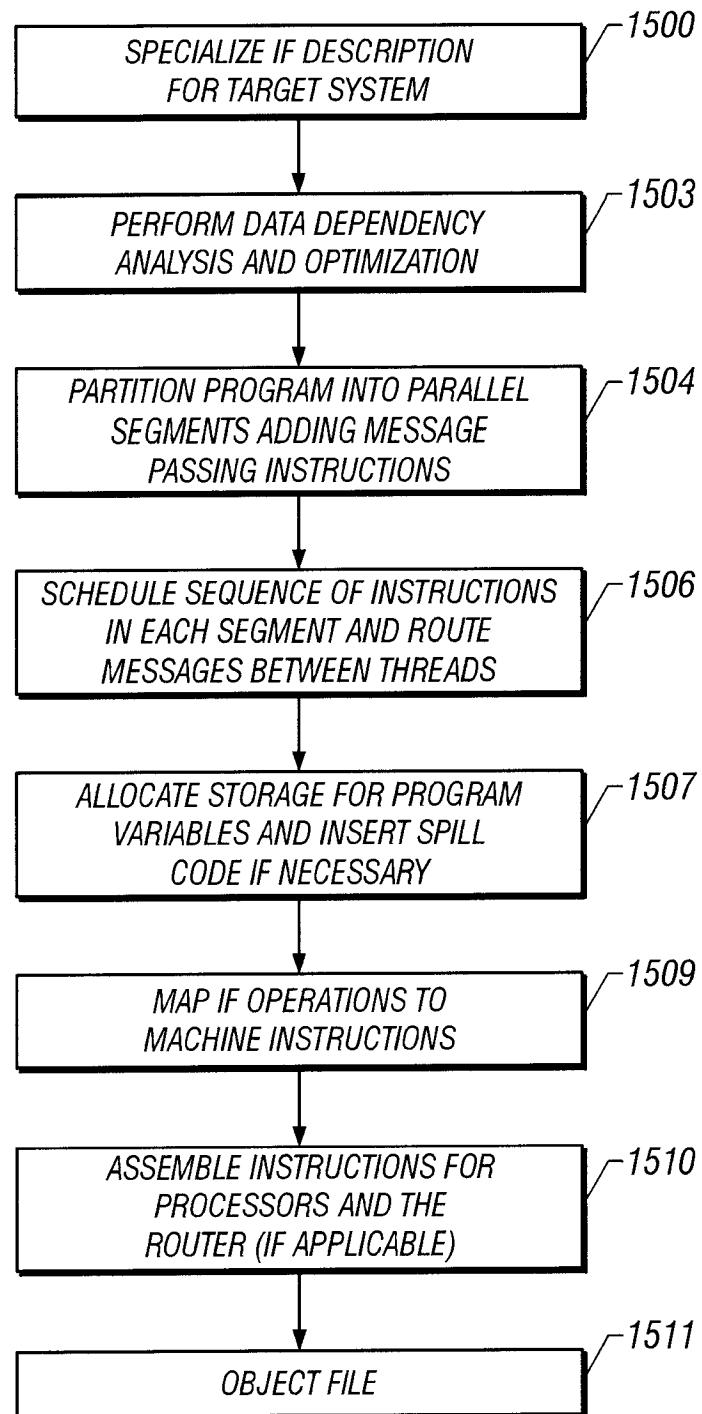 1500
SPECIALIZE IF DESCRIPTION
FOR TARGET SYSTEM
1503
PERFORM DATA DEPENDENCY
ANALYSIS AND OPTIMIZATION
1504
PARTITION PROGRAM INTO PARALLEL
SEGMENTS ADDING MESSAGE
PASSING INSTRUCTIONS
1506
SCHEDULE SEQUENCE OF INSTRUCTIONS
IN EACH SEGMENT AND ROUTE
MESSAGES BETWEEN THREADS
1507
ALLOCATE STORAGE FOR PROGRAM
VARIABLES AND INSERT SPILL
CODE IF NECESSARY
1509
MAP IF OPERATIONS TO
MACHINE INSTRUCTIONS
1510
ASSEMBLE INSTRUCTIONS FOR
PROCESSORS AND THE
ROUTER (IF APPLICABLE)
1511
OBJECT FILE